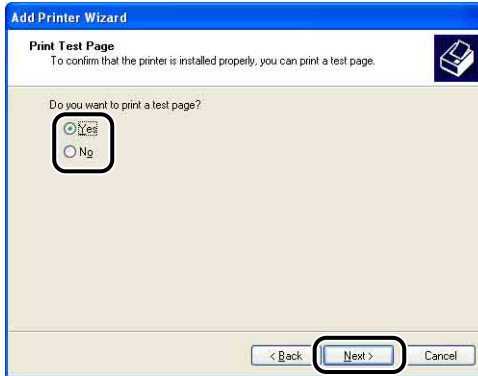 Add Printer Wizard
Print Test Page
To confirm that the printer is installed properly, you can print a test page.
Do you want to print a test page?
Yes
No
< Back
Next >
Cancel